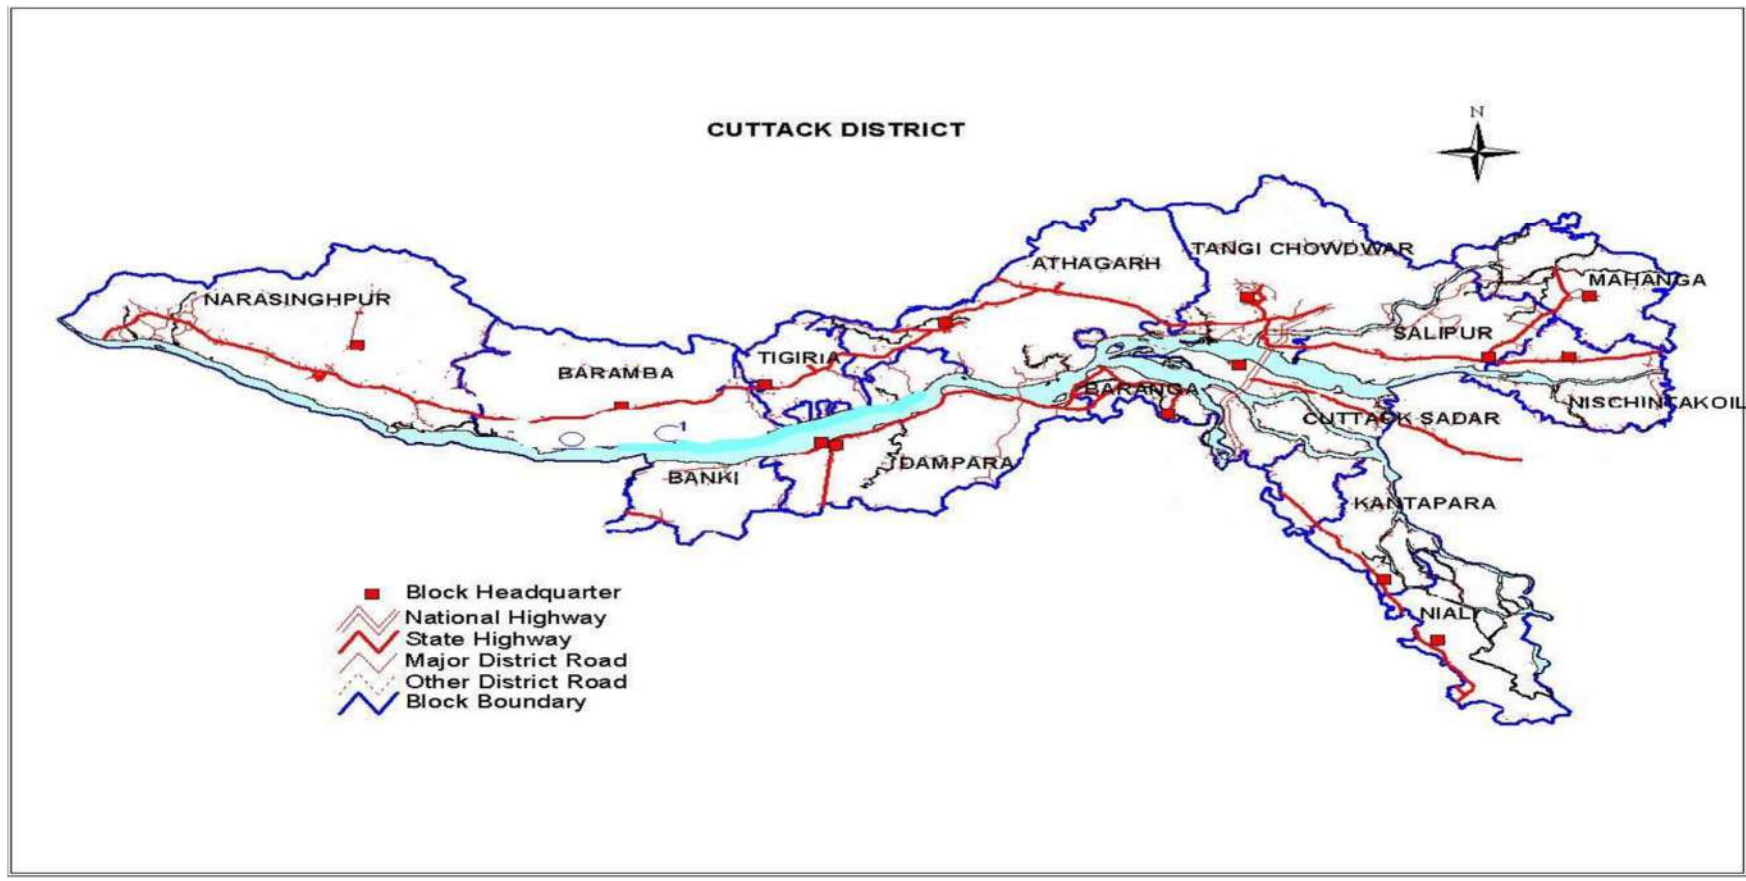 CUTTACK DISTRICT
N
TANGI CHOWDWAR
ATHAGARH
MAHANGA
NARASINGHPUR
SALIPUR
TIGIRIA
BARAMBA
BARANGA
NISCHINTAKOIL
CUTTACK SADAR
1
DAMPARA
BANKI
KANTAPARA
NIALI
Block Headquarter
National Highway
State Highway
Major District Road
Other District Road
Block Boundary